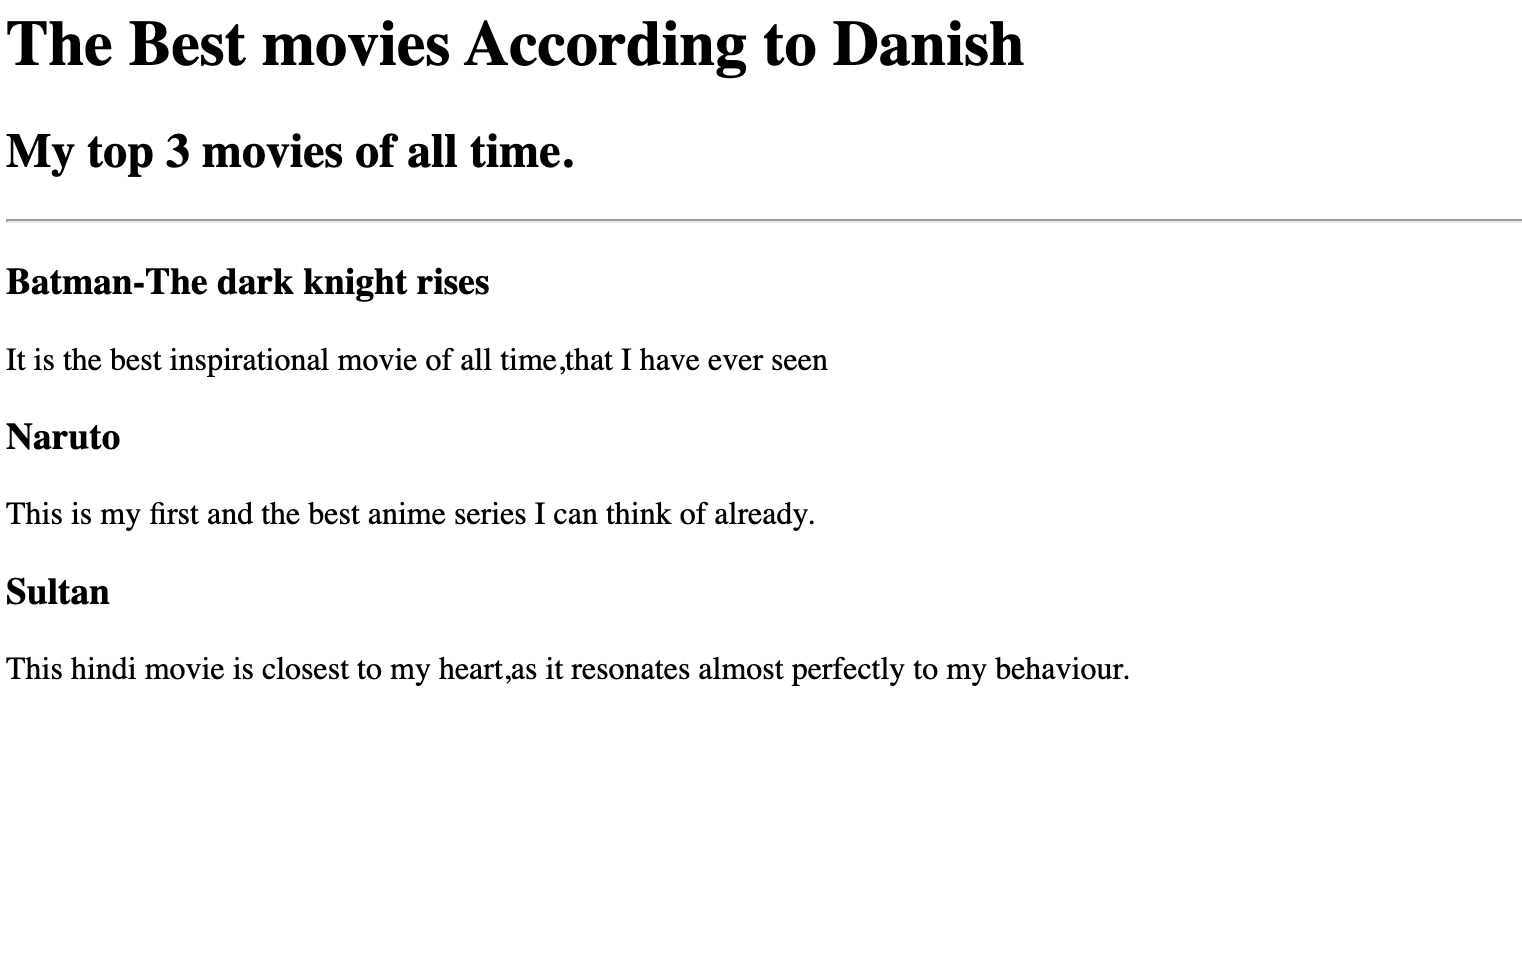 The Best movies According to Danish
My top 3 movies of all time.
Batman-The dark knight rises
It is the best inspirational movie of all time,that I have ever seen
Naruto
This is my first and the best anime series I can think of already.
Sultan
This hindi movie is closest to my heart,as it resonates almost perfectly to my behaviour.